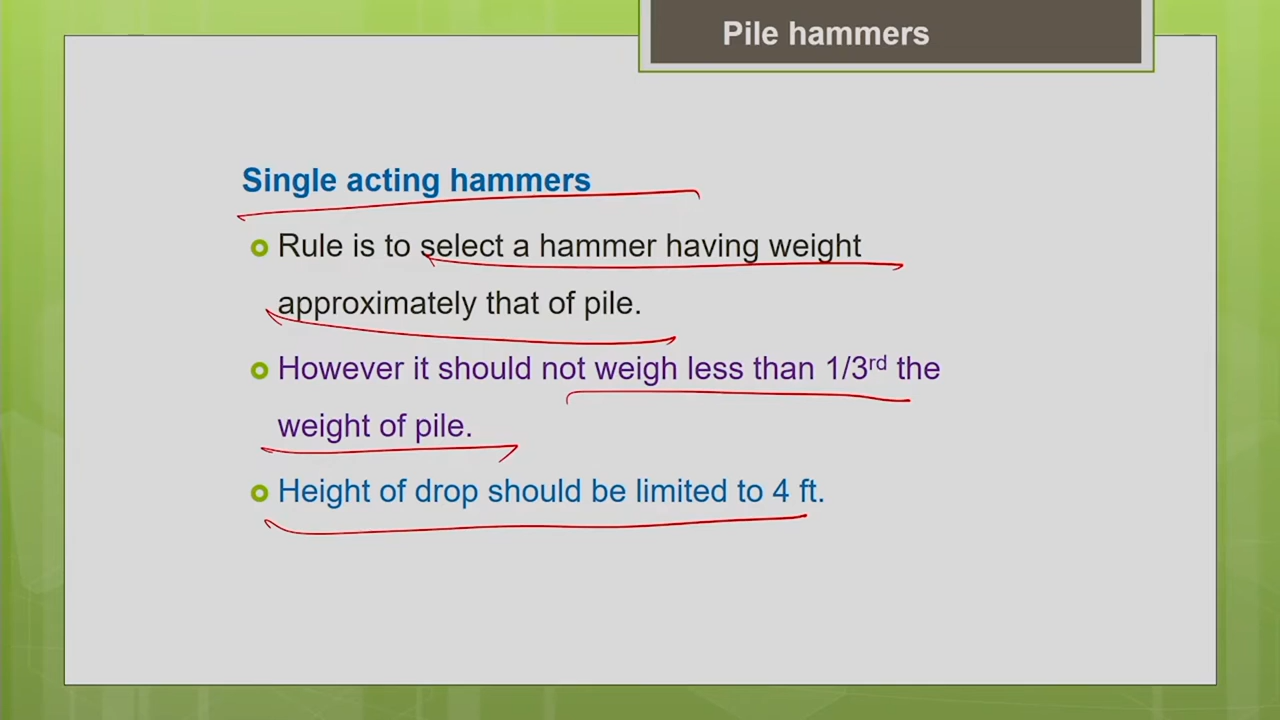 Pile hammers
Single acting hammers
Rule is to select a hammer having weight
approximately that of pile.
However it should not weigh less than 1/3rd the
weight of pile.
Height of drop should be limited to 4 ft.